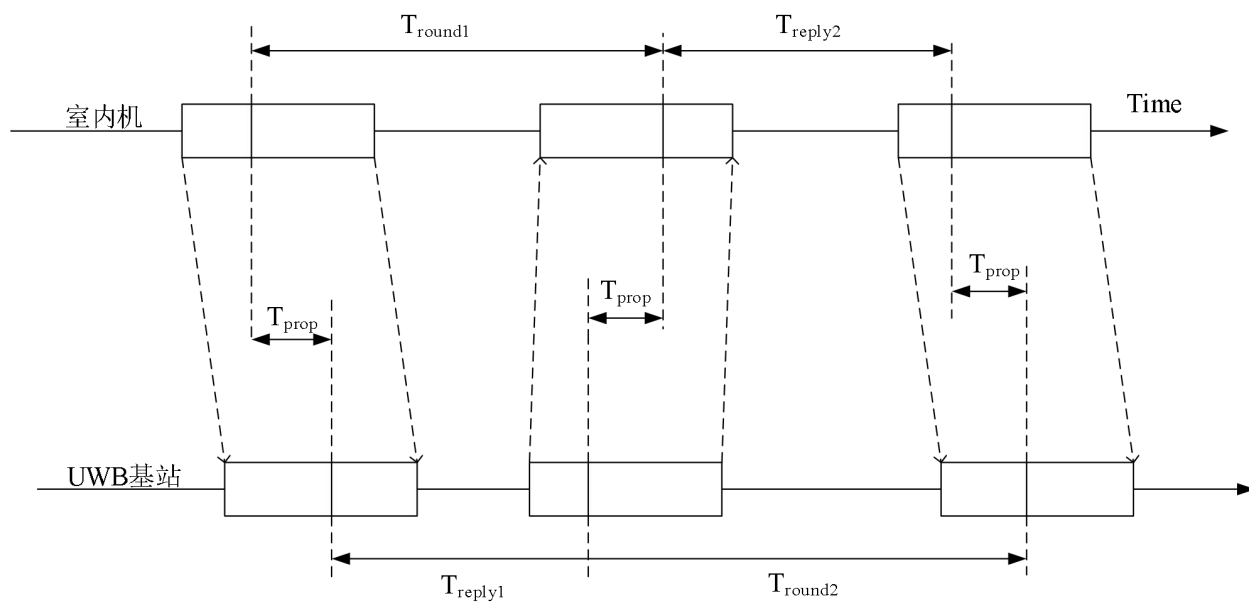 Tround1
Treply2
室内机
Time
Tprop
Tprop
Tprop
UWB基站
Treply1
Tround2